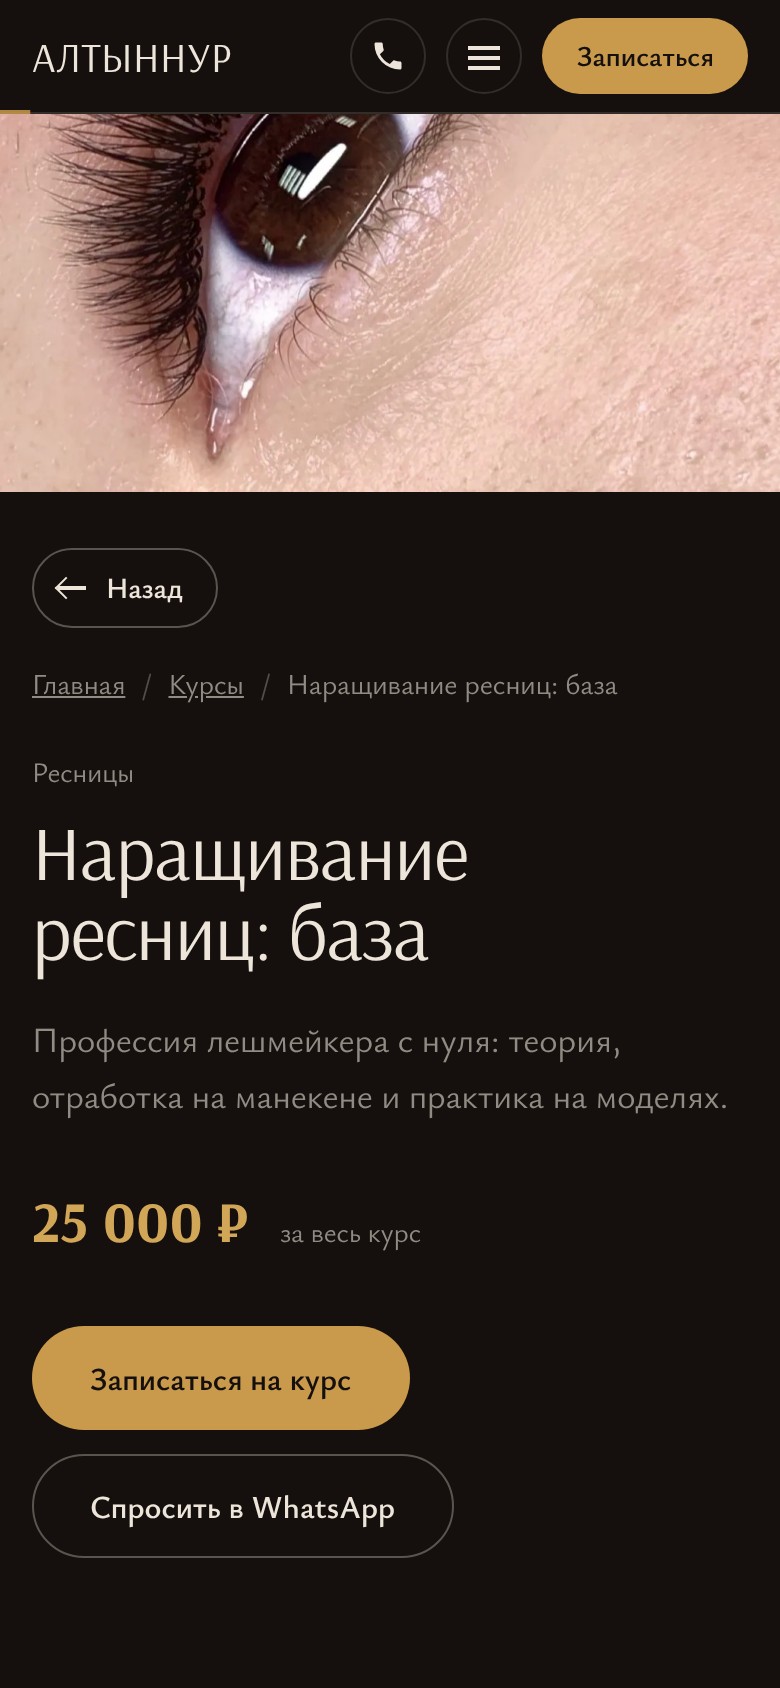 АЛТЫННУР
Записаться
Назад
Главная / Курсы / Наращивание ресниц: база
Ресницы
Наращивание
ресниц: база
Профессия лешмейкера с нуля: теория,
отработка на манекене и практика на моделях.
25 000 ₽ за весь курс
Записаться на курс
Спросить в WhatsApp